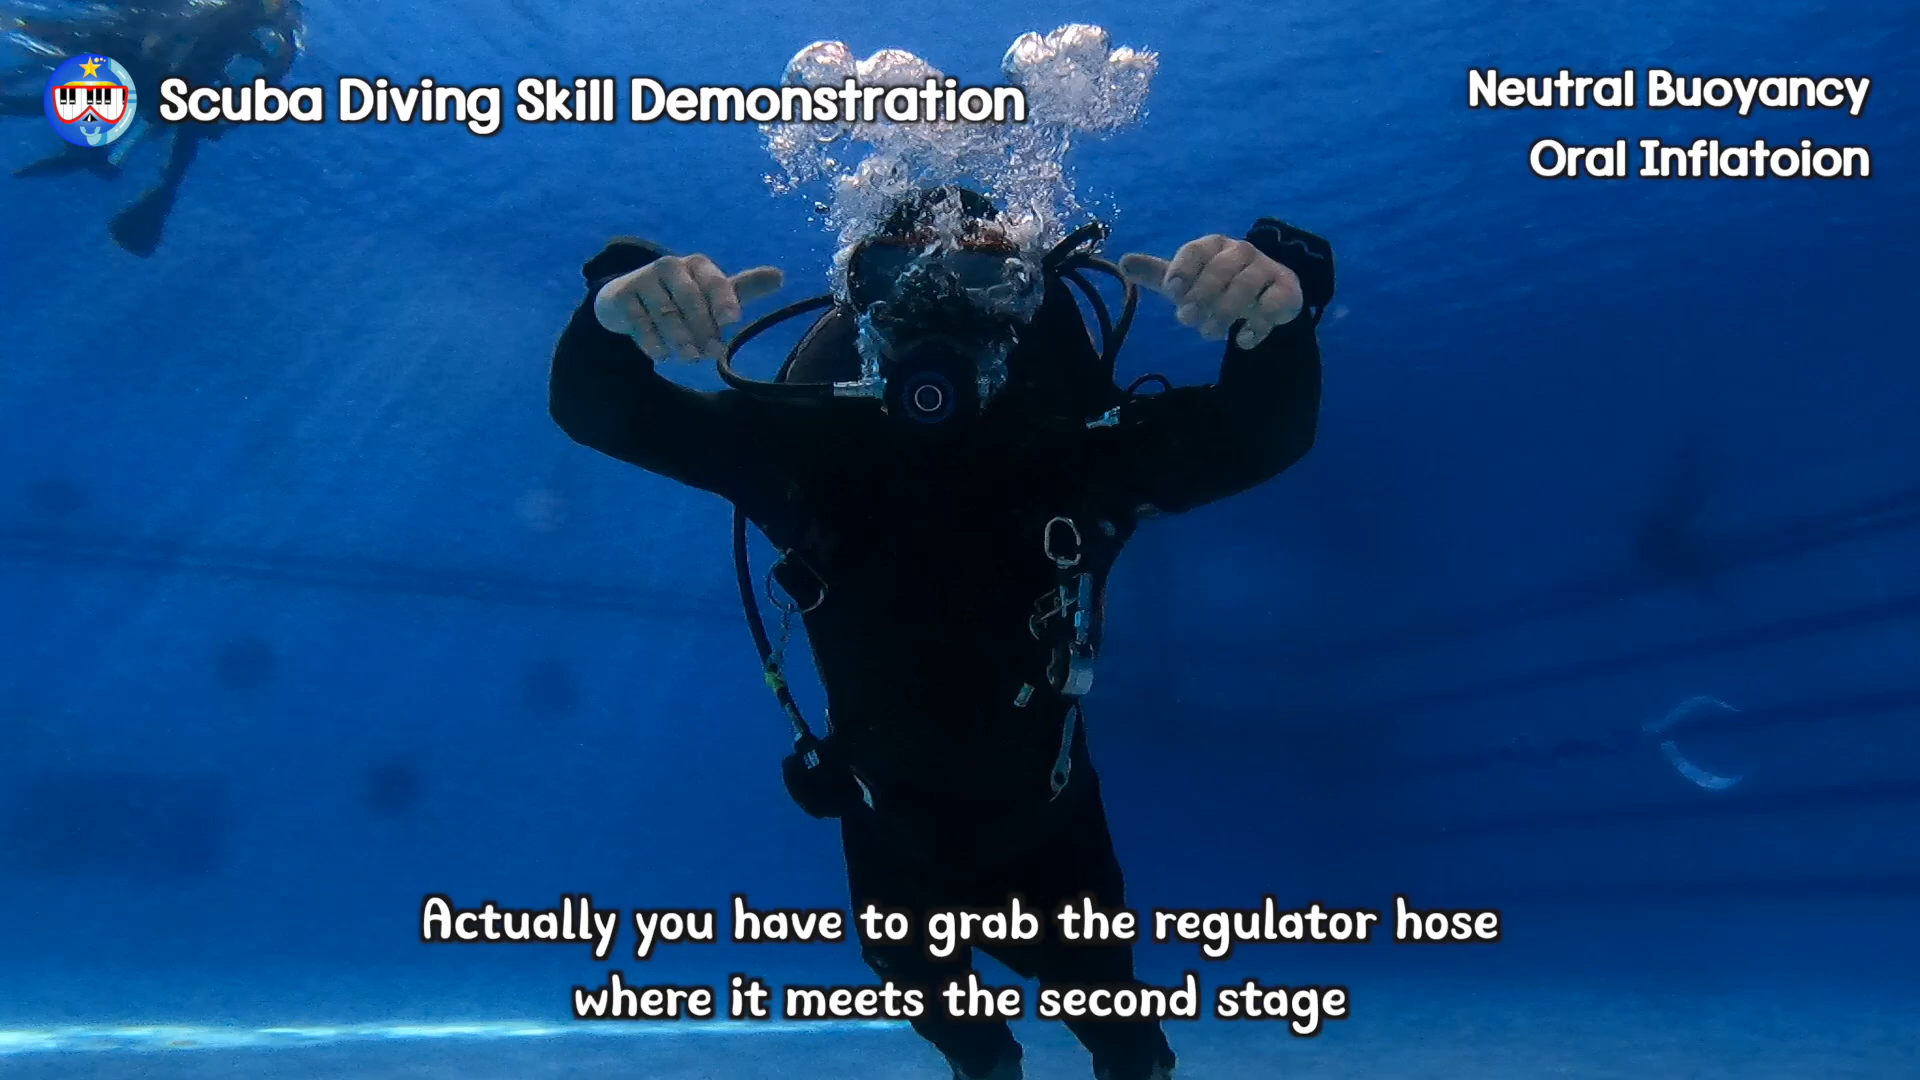 Scuba Diving Skill Demonstration
Neutral Buoyancy
Oral Inflatoion
Actually you have to grab the regulator hose
where it meets the second stage